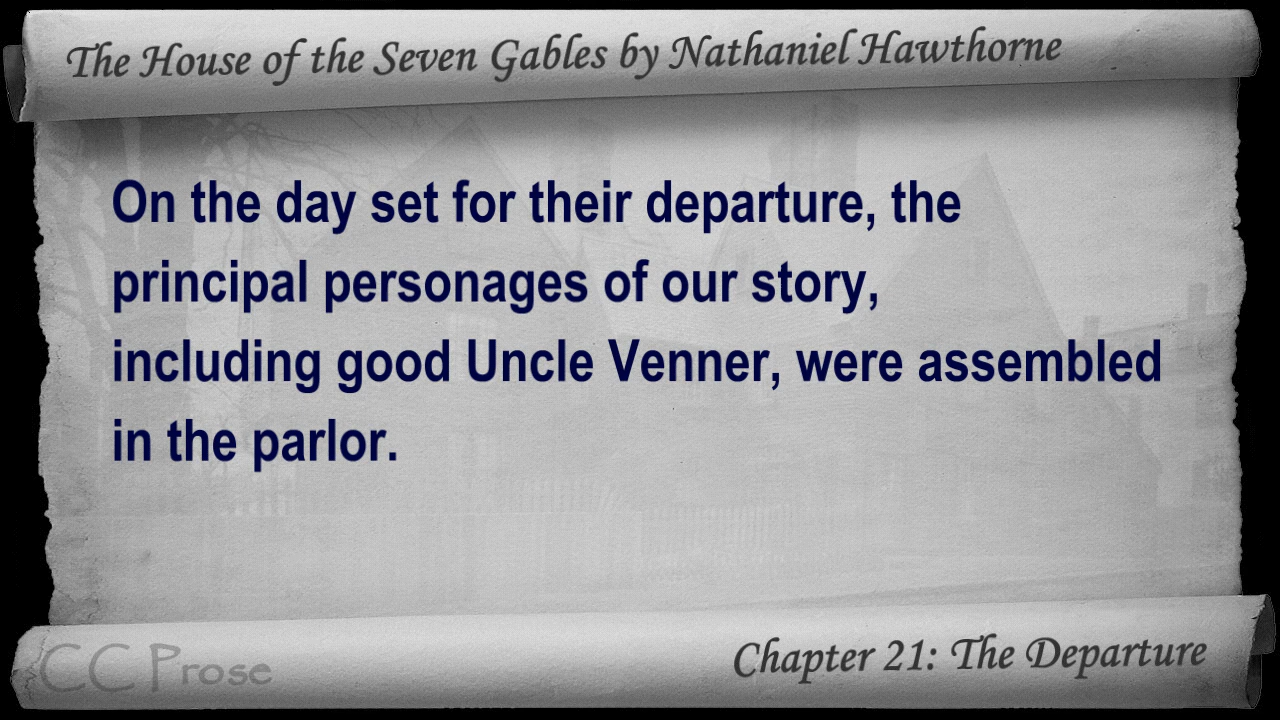 The House of the Seven Gables by Nathaniel Hawthorne
On the day set for their departure, the
principal personages of our story,
including good Uncle Venner, were assembled
in the parlor.
CC Prose
Chapter 21: The Departure